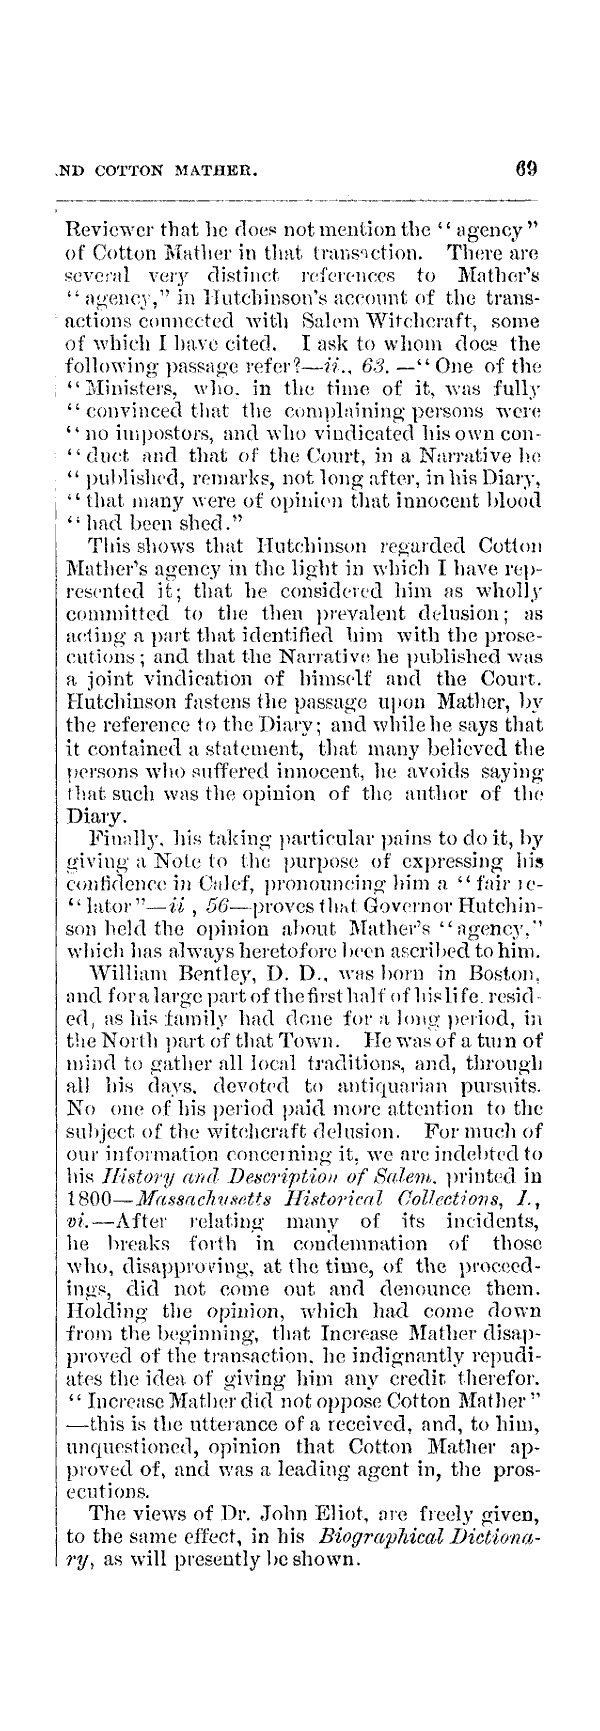 ND COTTON MATHER. 69
Reviewer that he does not mention the " agency"
of Cotton Mather in that transaction. There are
several very distinct references to Mather's
" agency," in Hutchinson's account of the trans-
actions connected with Salem Witchcraft, some
of which I have cited. I ask to whom does the
following passage refer?—ii., 63. —" One of the
" Ministers, who, in the time of it, was fully
" convinced that the complaining persons were
" no impostors, and who vindicated his own con-
" duct and that of the Court, in a Narrative he
" published, remarks, not long after, in his Diary,
" that many were of opinion that innocent blood
" had been shed."
This shows that Hutchinson regarded Cotton
Mather's agency in the light in which I have rep-
resented it; that he considered him as wholly
committed to the then prevalent delusion; as
acting a part that identified him with the prose-
cutions; and that the Narrative he published was
a joint vindication of himself and the Court.
Hutchinson fastens the passage upon Mather, by
the reference to the Diary; and while he says that
it contained a statement, that many believed the
persons who suffered innocent, he avoids saying
that such was the opinion of the author of the
Diary.
Finally, his taking particular pains to do it, by
giving a Note to the purpose of expressing his
confidence in Calef, pronouncing him a " fair re-
" lator"—ii , 56—proves that Governor Hutchin-
son held the opinion about Mather's "agency,"
which has always heretofore been ascribed to him.
William Bentley, D. D., was born in Boston,
and for a large part of the first half of his life, resid-
ed, as his family had done for a long period, in
the North part of that Town. He was of a turn of
mind to gather all local traditions, and, through
all his days, devoted to antiquarian pursuits.
No one of his period paid more attention to the
subject of the witchcraft delusion. For much of
our information concerning it, we are indebted to
his History and Description of Salem, printed in
1800—Massachusetts Historical Collections, I.,
vi.—After relating many of its incidents,
he breaks forth in condemnation of those
who, disapproving, at the time, of the proceed-
ings, did not come out and denounce them.
Holding the opinion, which had come down
from the beginning, that Increase Mather disap-
proved of the transaction, he indignantly repudi-
ates the idea of giving him any credit therefor.
" Increase Mather did not oppose Cotton Mather"
—this is the utterance of a received, and, to him,
unquestioned, opinion that Cotton Mather ap-
proved of, and was a leading agent in, the pros-
ecutions.
The views of Dr. John Eliot, are freely given,
to the same effect, in his Biographical Dictiona-
ry, as will presently be shown.